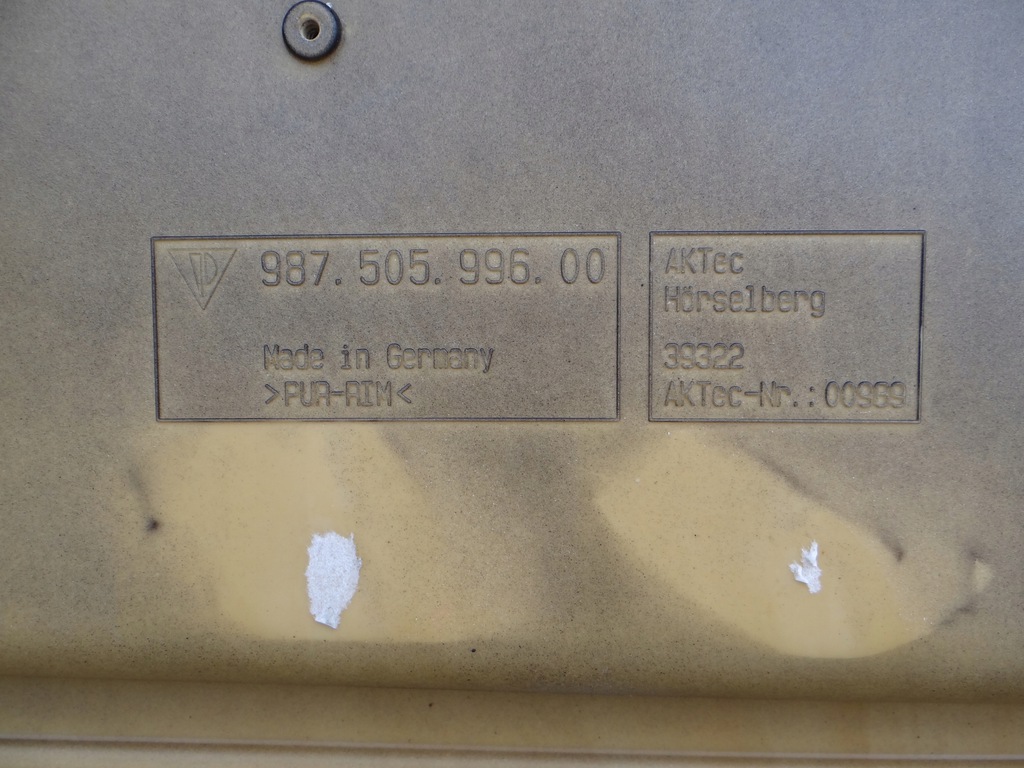 987.505.996.00
Made in Germany
>PUR-RIM<
AKTec
Hörselberg
39322
AKTec-Nr.:00969